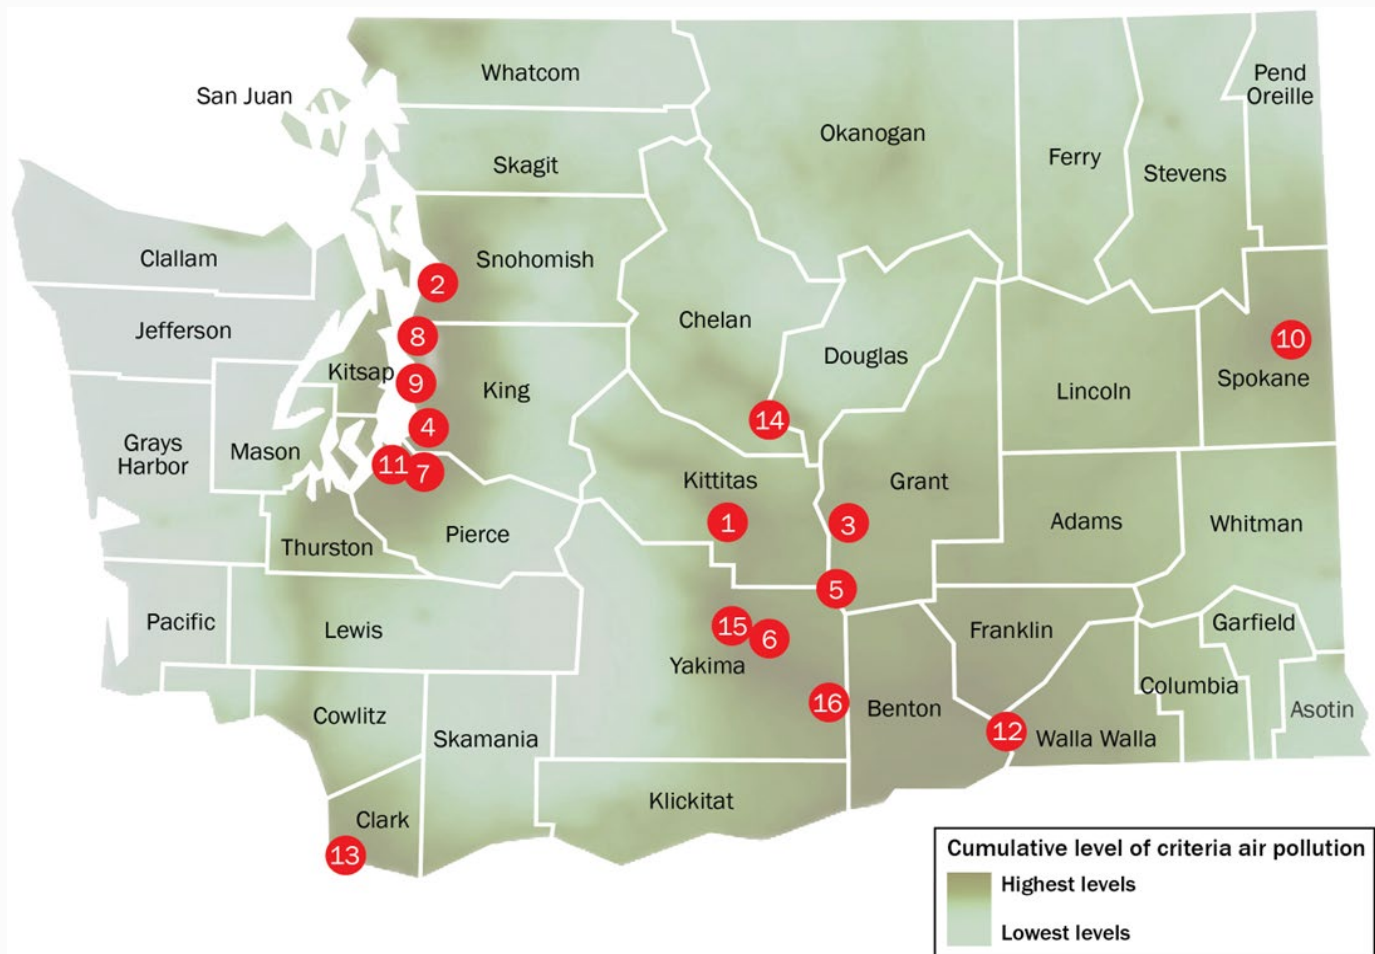 Whatcom
San Juan
Pend
Oreille
Okanogan
Ferry
Stevens
Skagit
Clallam
Snohomish
2
Jefferson
Chelan
8
Douglas
10
Kitsap
9
King
Spokane
Lincoln
14
4
Grays
Harbor
Mason
11
7
Kittitas
Grant
1
3
Adams
Whitman
Thurston
Pierce
5
Pacific
Lewis
15
6
Franklin
Garfield
Yakima
16
Benton
Columbia
Asotin
Cowlitz
Skamania
12
Walla Walla
Klickitat
Clark
13
Cumulative level of criteria air pollution
Highest levels
Lowest levels